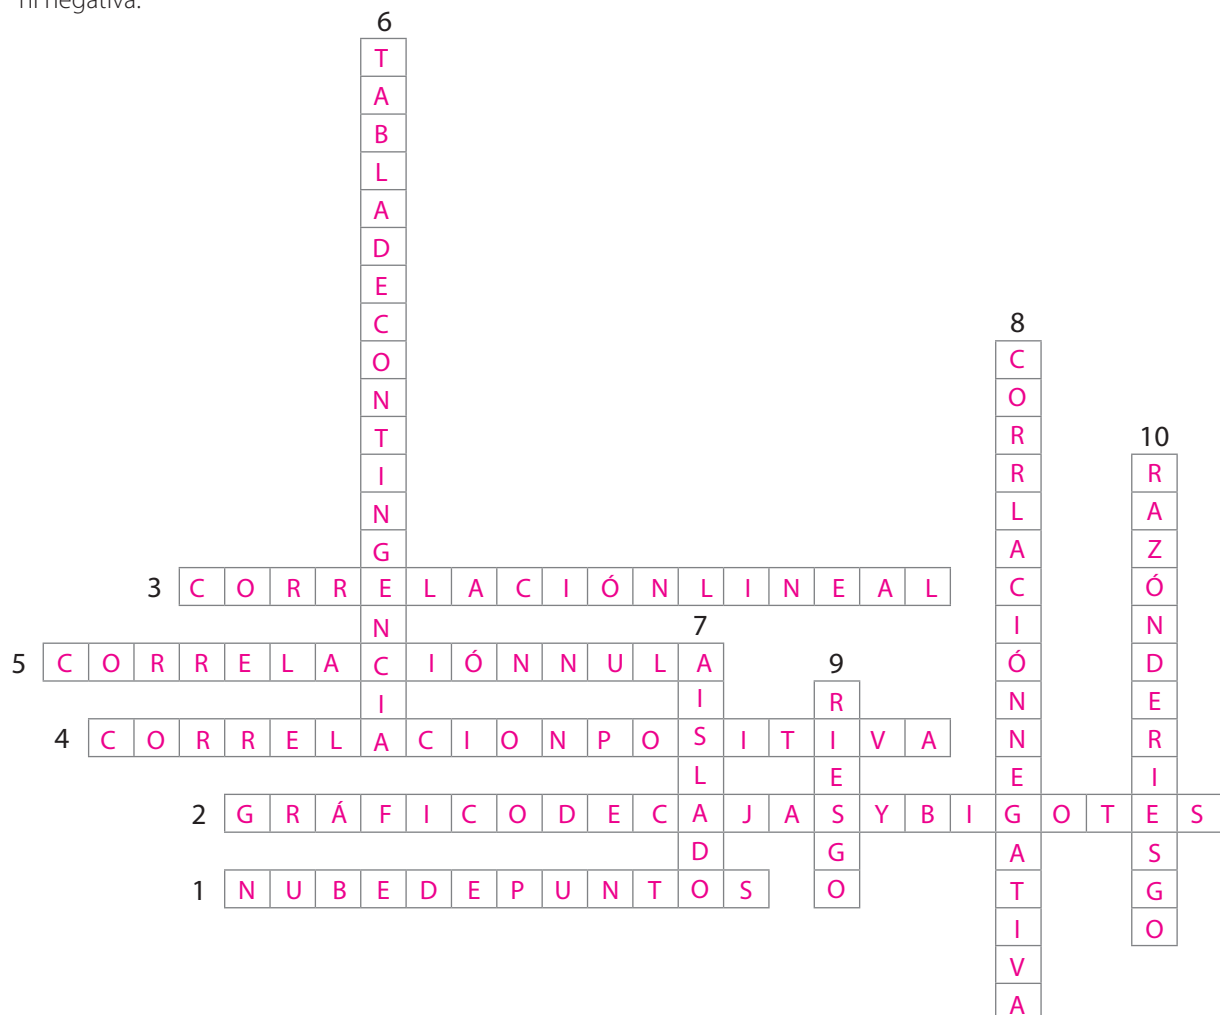 ni negativa.
6 TABLADECONTINGENCIA
8 CORRLACIÓNNEGATIVA
10 RAZÓNDERIESGO
3 CORRELACIÓNLINEAL
7 AISLADO
5 CORRELACIÓNNULA
9 RIESGO
4 CORRELACIONPOSITIVA
2 GRÁFICODECAJASYBIGOTES
1 NUBEDEPUNTOS